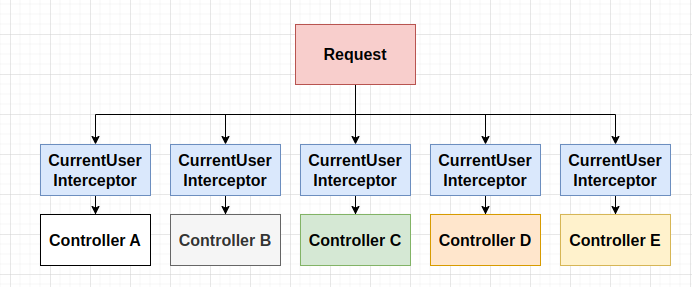 Request
CurrentUser
Interceptor
CurrentUser
Interceptor
CurrentUser
Interceptor
CurrentUser
Interceptor
CurrentUser
Interceptor
Controller A
Controller B
Controller C
Controller D
Controller E